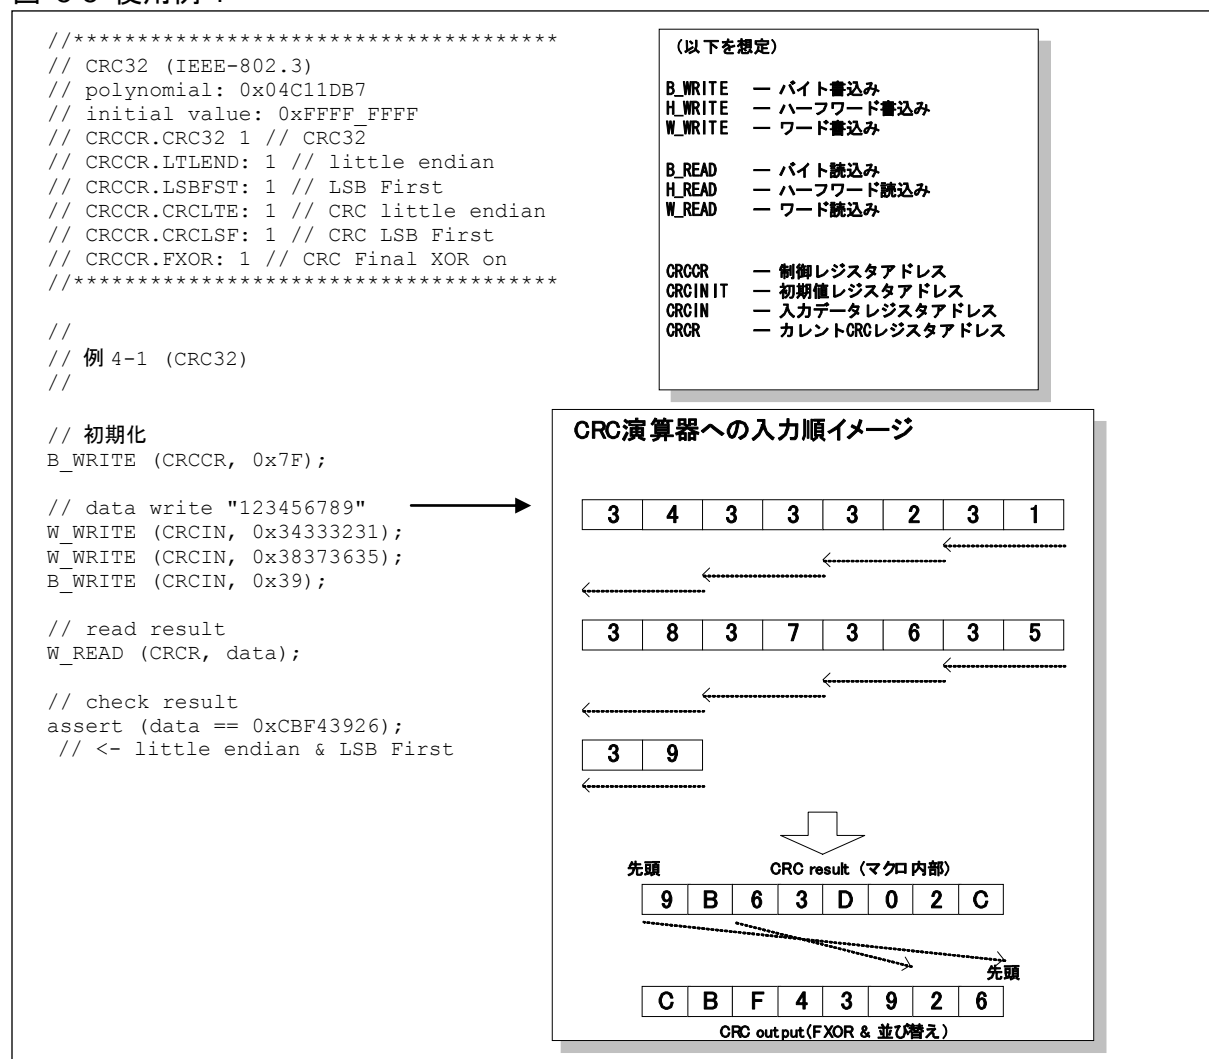 //**************************************
// CRC32 (IEEE-802.3)
// polynomial: 0x04C11DB7
// initial value: 0xFFFF_FFFF
// CRCCR.CRC32 1 // CRC32
// CRCCR.LTLEND: 1 // little endian
// CRCCR.LSBFST: 1 // LSB First
// CRCCR.CRCLTE: 1 // CRC little endian
// CRCCR.CRCLSF: 1 // CRC LSB First
// CRCCR.FXOR: 1 // CRC Final XOR on
//**************************************
//
// 例 4-1 (CRC32)
//
// 初期化
B_WRITE (CRCCR, 0x7F);
// data write "123456789"
W_WRITE (CRCIN, 0x34333231);
W_WRITE (CRCIN, 0x38373635);
B_WRITE (CRCIN, 0x39);
// read result
W_READ (CRCR, data);
// check result
assert (data == 0xCBF43926);
// <- little endian & LSB First
(以下を想定)
B_WRITE ― バイト書込み
H_WRITE ― ハーフワード書込み
W_WRITE ― ワード書込み
B_READ ― バイト読込み
H_READ ― ハーフワード読込み
W_READ ― ワード読込み
CRCCR ― 制御レジスタアドレス
CRCINIT ― 初期値レジスタアドレス
CRCIN ― 入力データレジスタアドレス
CRCR ― カレントCRCレジスタアドレス
CRC演算器への入力順イメージ
3 4 3 3 3 2 3 1
3 8 3 7 3 6 3 5
3 9
先頭 CRC result (マクロ内部)
9 B 6 3 D 0 2 C
先頭
C B F 4 3 9 2 6
CRC output(FXOR & 並び替え)